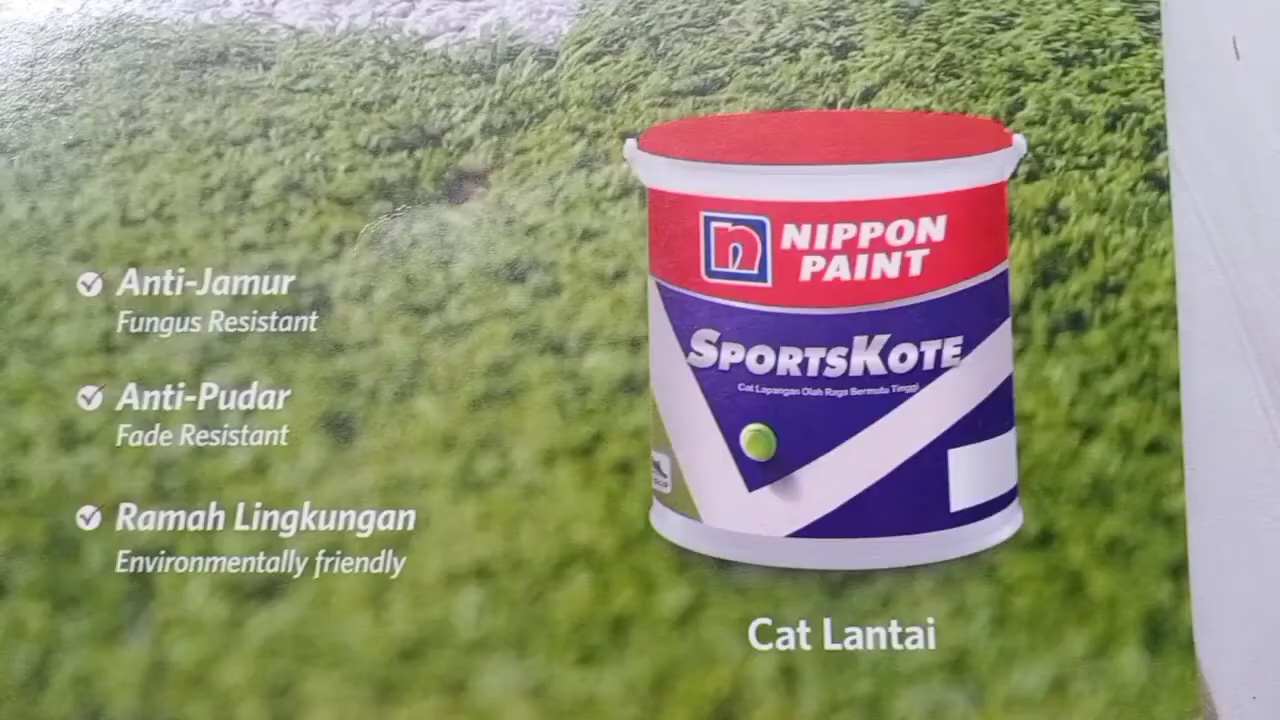 Anti-Jamur
Fungus Resistant
Anti-Pudar
Fade Resistant
Ramah Lingkungan
Environmentally friendly
n NIPPON
PAINT
SPORTSKOTE
Cat Lapangan Olah Raga Bermutu Tinggi
Cat Lantai